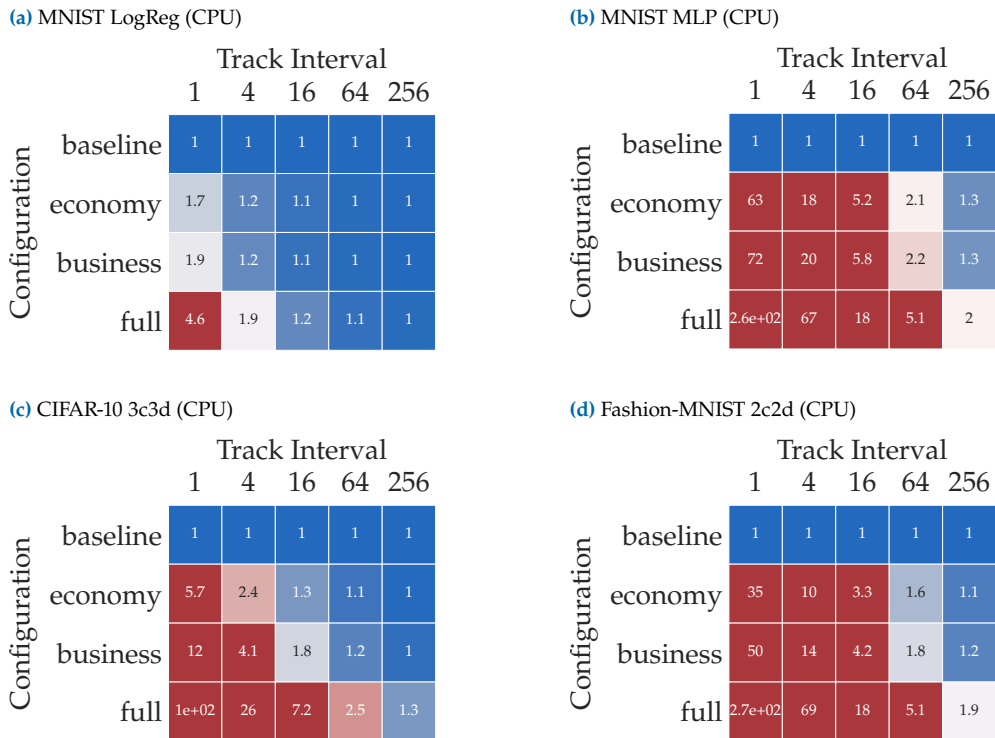 (a) MNIST LogReg (CPU)
Track Interval
1 4 16 64 256
Configuration
baseline 1 1 1 1 1
economy 1.7 1.2 1.1 1 1
business 1.9 1.2 1.1 1 1
full 4.6 1.9 1.2 1.1 1
(b) MNIST MLP (CPU)
Track Interval
1 4 16 64 256
Configuration
baseline 1 1 1 1 1
economy 63 18 5.2 2.1 1.3
business 72 20 5.8 2.2 1.3
full 2.6e+02 67 18 5.1 2
(c) CIFAR-10 3c3d (CPU)
Track Interval
1 4 16 64 256
Configuration
baseline 1 1 1 1 1
economy 5.7 2.4 1.3 1.1 1
business 12 4.1 1.8 1.2 1
full 1e+02 26 7.2 2.5 1.3
(d) Fashion-MNIST 2c2d (CPU)
Track Interval
1 4 16 64 256
Configuration
baseline 1 1 1 1 1
economy 35 10 3.3 1.6 1.1
business 50 14 4.2 1.8 1.2
full 2.7e+02 69 18 5.1 1.9